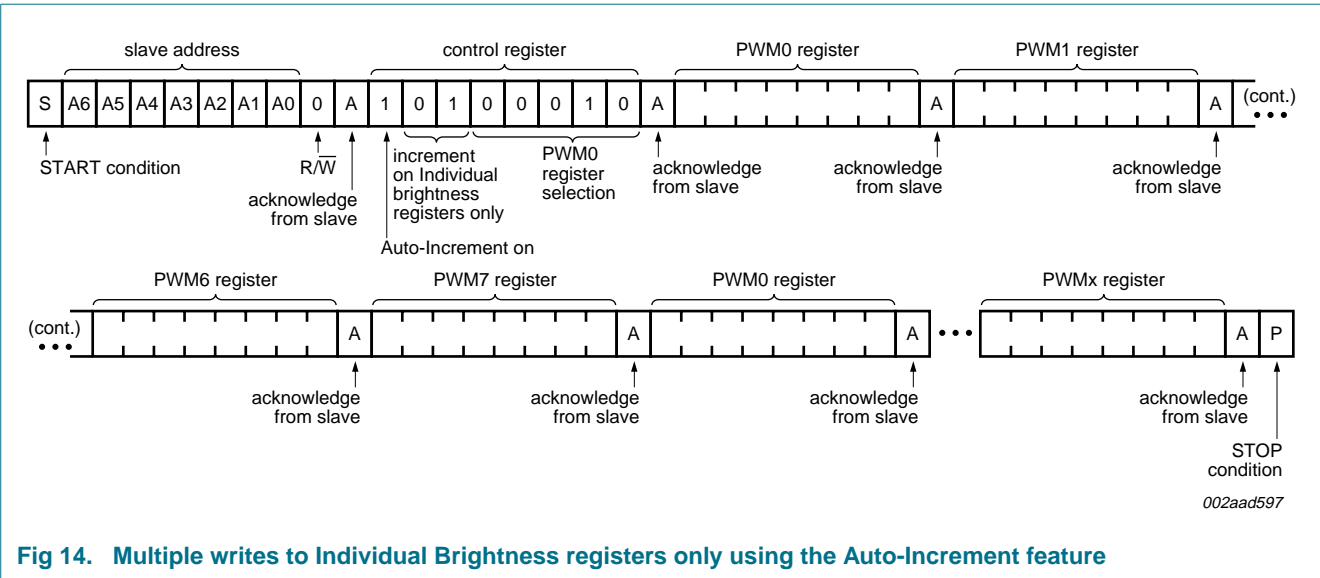 slave address control register PWM0 register PWM1 register
S A6 A5 A4 A3 A2 A1 A0 0 A 1 0 1 0 0 0 1 0 A A A (cont.)
START condition R/W̅ increment PWM0 acknowledge acknowledge acknowledge
on Individual register from slave from slave from slave
acknowledge brightness selection
from slave registers only
Auto-Increment on
PWM6 register PWM7 register PWM0 register PWMx register
(cont.) A A A A P
acknowledge acknowledge acknowledge acknowledge
from slave from slave from slave from slave
STOP
condition
002aad597
Fig 14. Multiple writes to Individual Brightness registers only using the Auto-Increment feature